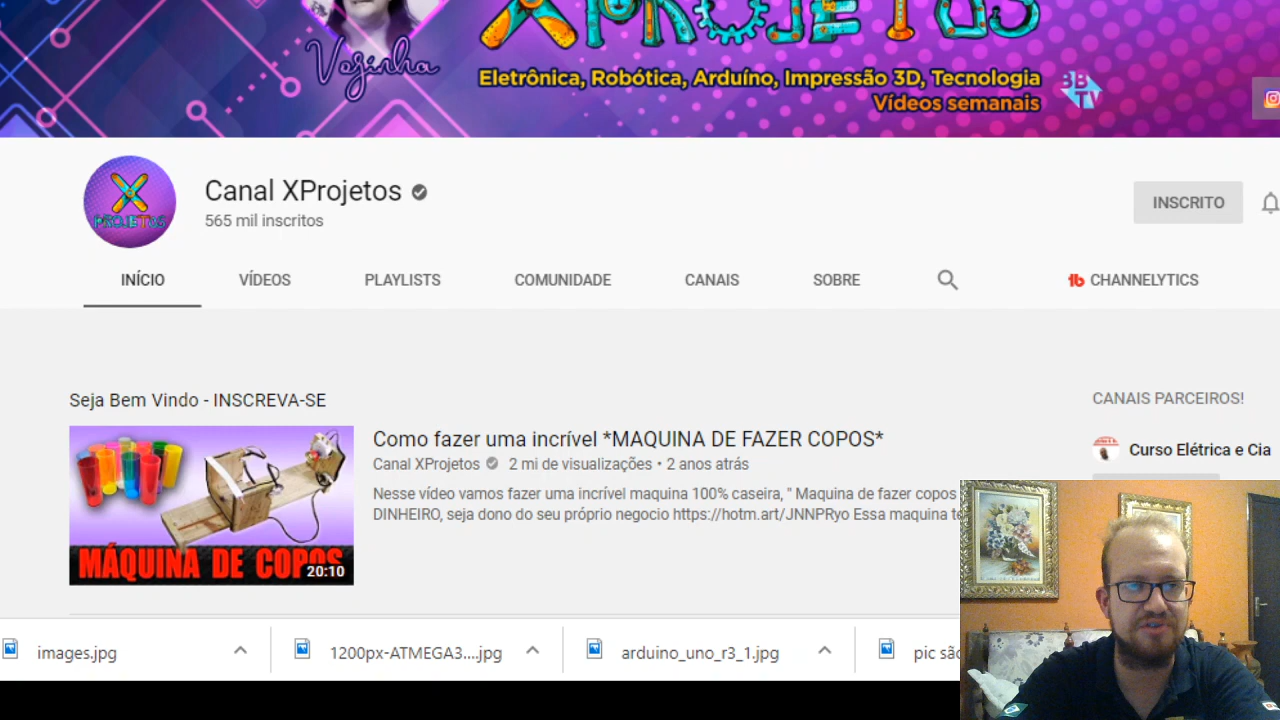 XPROJETOS
Vozinha
Eletrônica, Robótica, Arduíno, Impressão 3D, Tecnologia
Vídeos semanais
BBTV
X PROJETOS
Canal XProjetos
565 mil inscritos
INSCRITO
INÍCIO VÍDEOS PLAYLISTS COMUNIDADE CANAIS SOBRE CHANNELYTICS
Seja Bem Vindo - INSCREVA-SE
CANAIS PARCEIROS!
MÁQUINA DE COPOS
20:10
Como fazer uma incrível *MAQUINA DE FAZER COPOS*
Canal XProjetos 2 mi de visualizações • 2 anos atrás
Nesse vídeo vamos fazer uma incrível maquina 100% caseira, " Maquina de fazer copos
DINHEIRO, seja dono do seu próprio negocio https://hotm.art/JNNPRyo Essa maquina
Curso Elétrica e Cia
images.jpg 1200px-ATMEGA3....jpg arduino_uno_r3_1.jpg pic